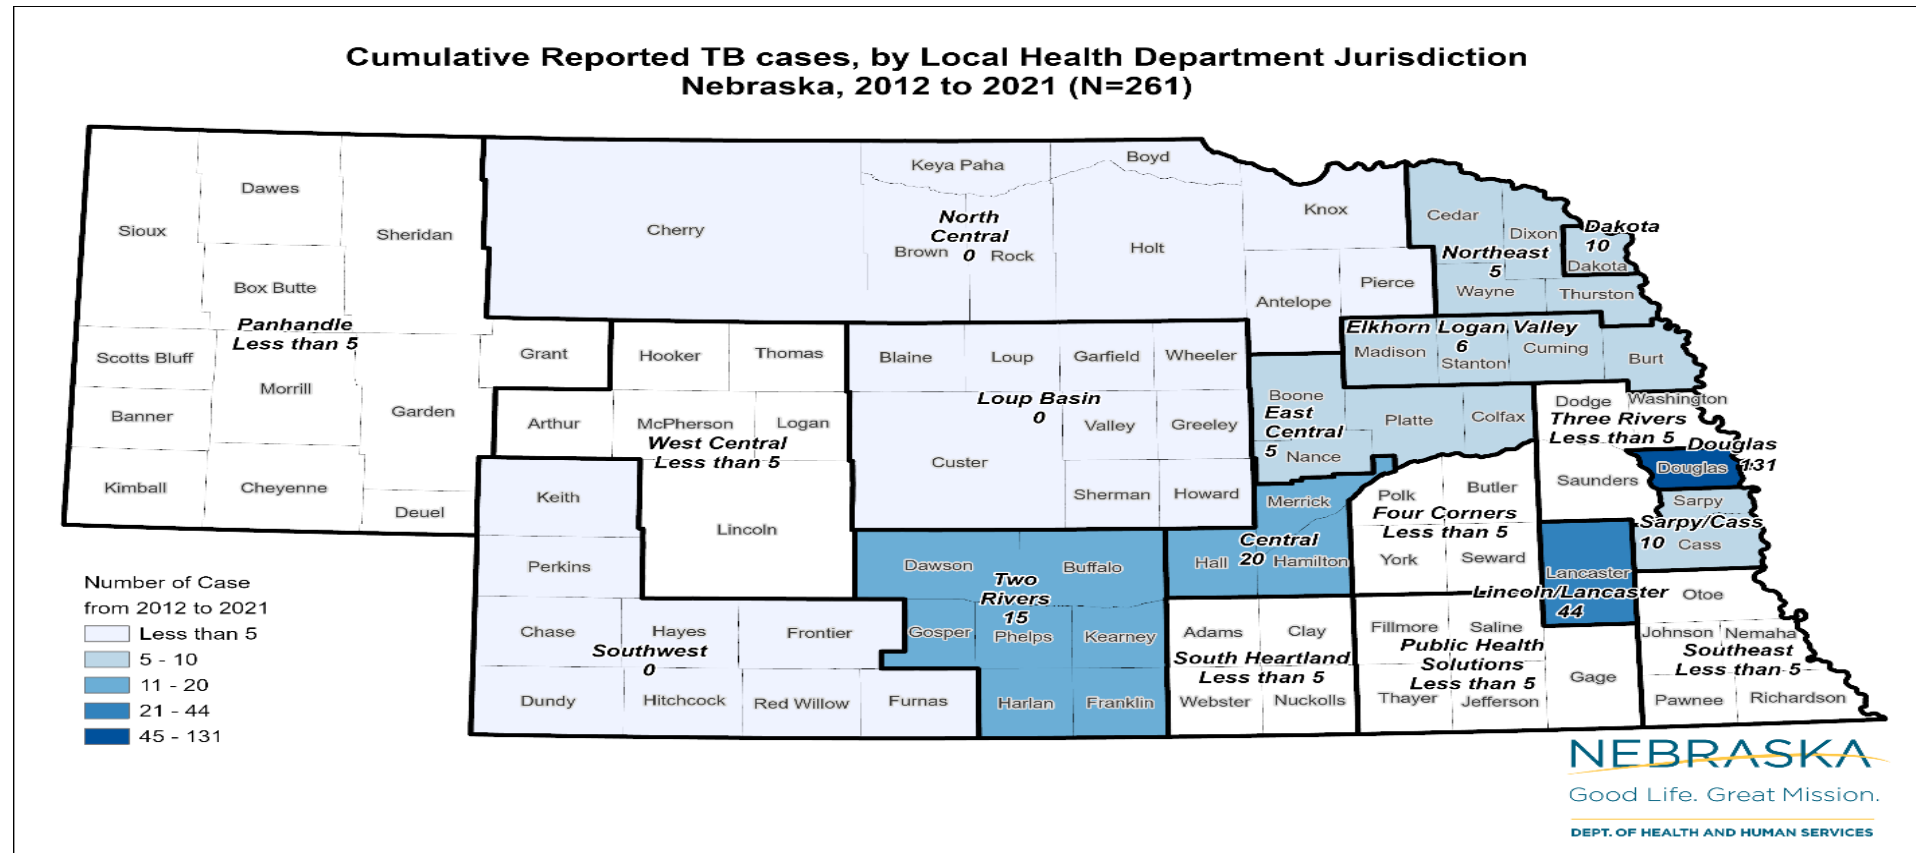 Cumulative Reported TB cases, by Local Health Department Jurisdiction
Nebraska, 2012 to 2021 (N=261)
Sioux
Dawes
Sheridan
Box Butte
Panhandle
Less than 5
Scotts Bluff
Morrill
Banner
Garden
Kimball
Cheyenne
Deuel
Grant
Cherry
Keya Paha
Boyd
North
Central
0
Brown
Rock
Holt
Knox
Antelope
Pierce
Cedar
Dixon
Northeast
5
Wayne
Thurston
Dakota
10
Dakota
Hooker
Thomas
Arthur
McPherson
Logan
West Central
Less than 5
Lincoln
Blaine
Loup
Garfield
Wheeler
Loup Basin
0
Valley
Greeley
Custer
Sherman
Howard
Elkhorn Logan Valley
6
Madison
Stanton
Cuming
Burt
Boone
East
Central
5
Nance
Platte
Colfax
Dodge
Washington
Three Rivers
Less than 5
Saunders
Douglas
131
Douglas
Sarpy
Sarpy/Cass
10
Cass
Merrick
Central
20
Hall
Hamilton
Polk
Butler
Four Corners
Less than 5
York
Seward
Lancaster
Lincoln/Lancaster
44
Keith
Perkins
Chase
Hayes
Frontier
Southwest
0
Dundy
Hitchcock
Red Willow
Furnas
Dawson
Buffalo
Two
Rivers
15
Gosper
Phelps
Kearney
Harlan
Franklin
Adams
Clay
South Heartland
Less than 5
Webster
Nuckolls
Fillmore
Saline
Public Health
Solutions
Less than 5
Thayer
Jefferson
Gage
Otoe
Johnson
Nemaha
Southeast
Less than 5
Pawnee
Richardson
Number of Case
from 2012 to 2021
Less than 5
5 - 10
11 - 20
21 - 44
45 - 131
NEBRASKA
Good Life. Great Mission.
DEPT. OF HEALTH AND HUMAN SERVICES